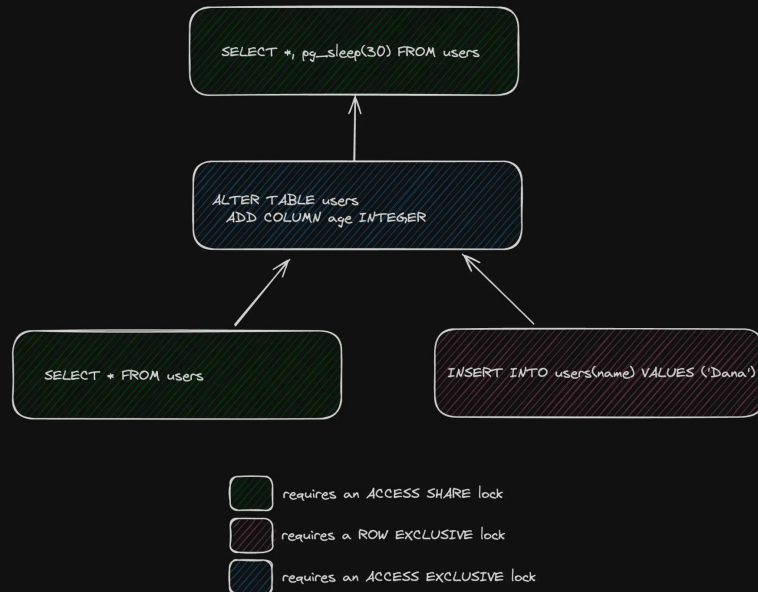 SELECT *, pg_sleep(30) FROM users
ALTER TABLE users
ADD COLUMN age INTEGER
SELECT * FROM users
INSERT INTO users(name) VALUES ('Dana')
requires an ACCESS SHARE lock
requires a ROW EXCLUSIVE lock
requires an ACCESS EXCLUSIVE lock